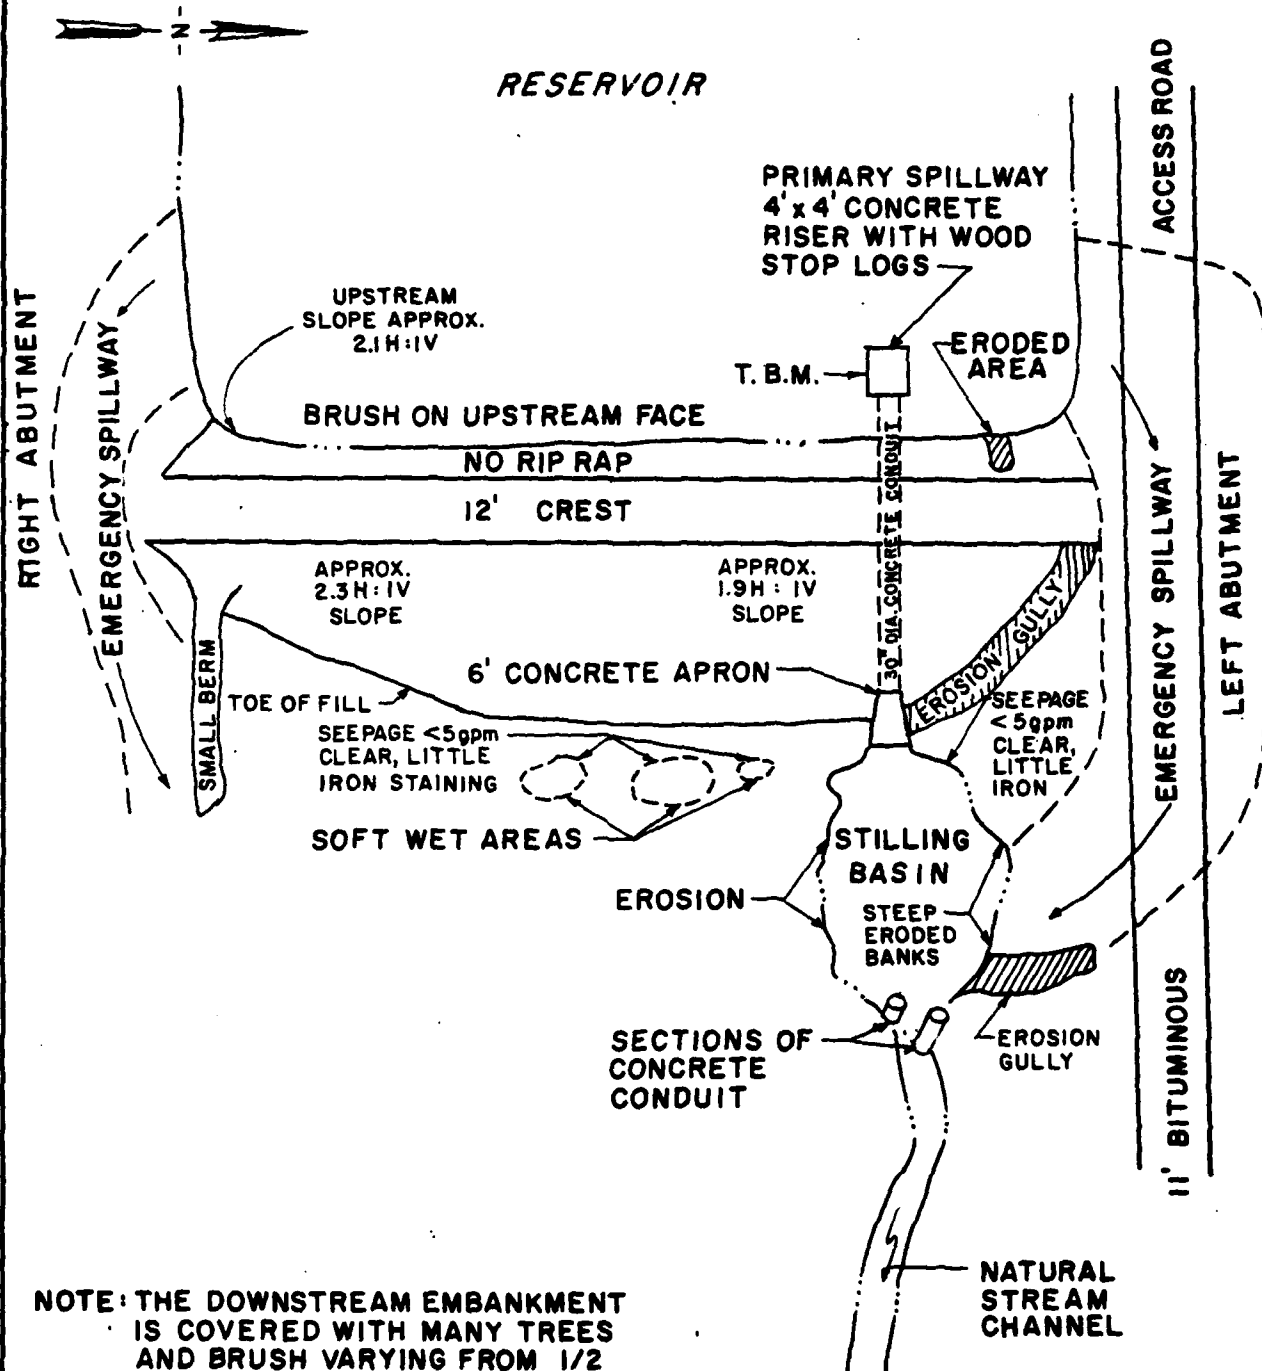 N
RESERVOIR
ACCESS ROAD
PRIMARY SPILLWAY
4' x 4' CONCRETE
RISER WITH WOOD
STOP LOGS
UPSTREAM
SLOPE APPROX.
2.1H:1V
T. B. M.
ERODED
AREA
RIGHT ABUTMENT
EMERGENCY SPILLWAY
BRUSH ON UPSTREAM FACE
NO RIP RAP
12' CREST
30" DIA. CONCRETE CONDUIT
APPROX.
2.3H:1V
SLOPE
APPROX.
1.9H : 1V
SLOPE
EROSION GULLY
EMERGENCY SPILLWAY
LEFT ABUTMENT
6' CONCRETE APRON
SMALL BERM
TOE OF FILL
SEEPAGE <5gpm
CLEAR, LITTLE
IRON STAINING
SEEPAGE
<5gpm
CLEAR,
LITTLE
IRON
SOFT WET AREAS
STILLING
BASIN
EROSION
STEEP
ERODED
BANKS
SECTIONS OF
CONCRETE
CONDUIT
EROSION
GULLY
11' BITUMINOUS
NATURAL
STREAM
CHANNEL
NOTE: THE DOWNSTREAM EMBANKMENT
IS COVERED WITH MANY TREES
AND BRUSH VARYING FROM 1/2